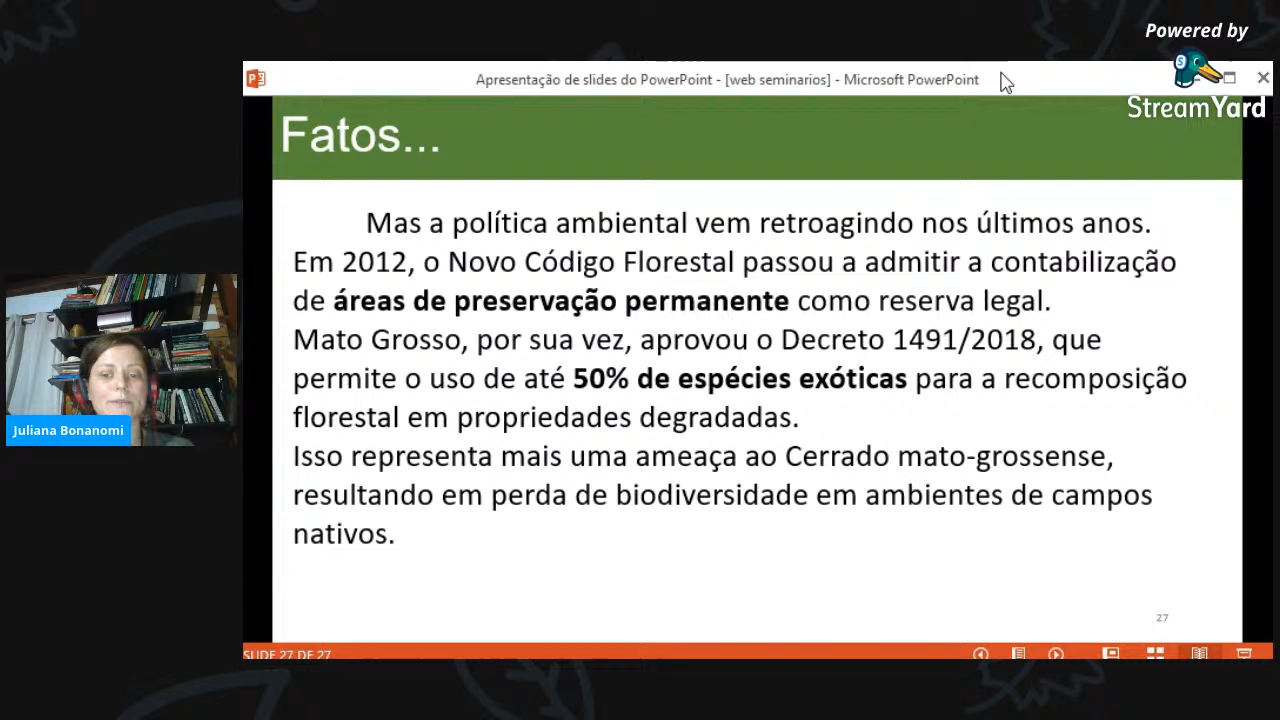 Powered by
StreamYard
Apresentação de slides do PowerPoint - [web seminarios] - Microsoft PowerPoint
Fatos...
Mas a política ambiental vem retroagindo nos últimos anos.
Em 2012, o Novo Código Florestal passou a admitir a contabilização
de áreas de preservação permanente como reserva legal.
Mato Grosso, por sua vez, aprovou o Decreto 1491/2018, que
permite o uso de até 50% de espécies exóticas para a recomposição
florestal em propriedades degradadas.
Isso representa mais uma ameaça ao Cerrado mato-grossense,
resultando em perda de biodiversidade em ambientes de campos
nativos.
27
SLIDE 27 DE 27
Juliana Bonanomi